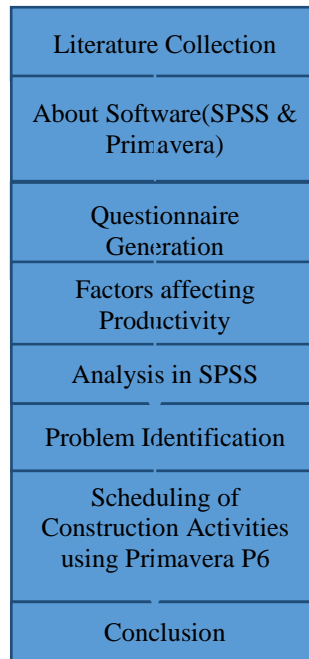 Literature Collection
About Software(SPSS &
Primavera)
Questionnaire
Generation
Factors affecting
Productivity
Analysis in SPSS
Problem Identification
Scheduling of
Construction Activities
using Primavera P6
Conclusion